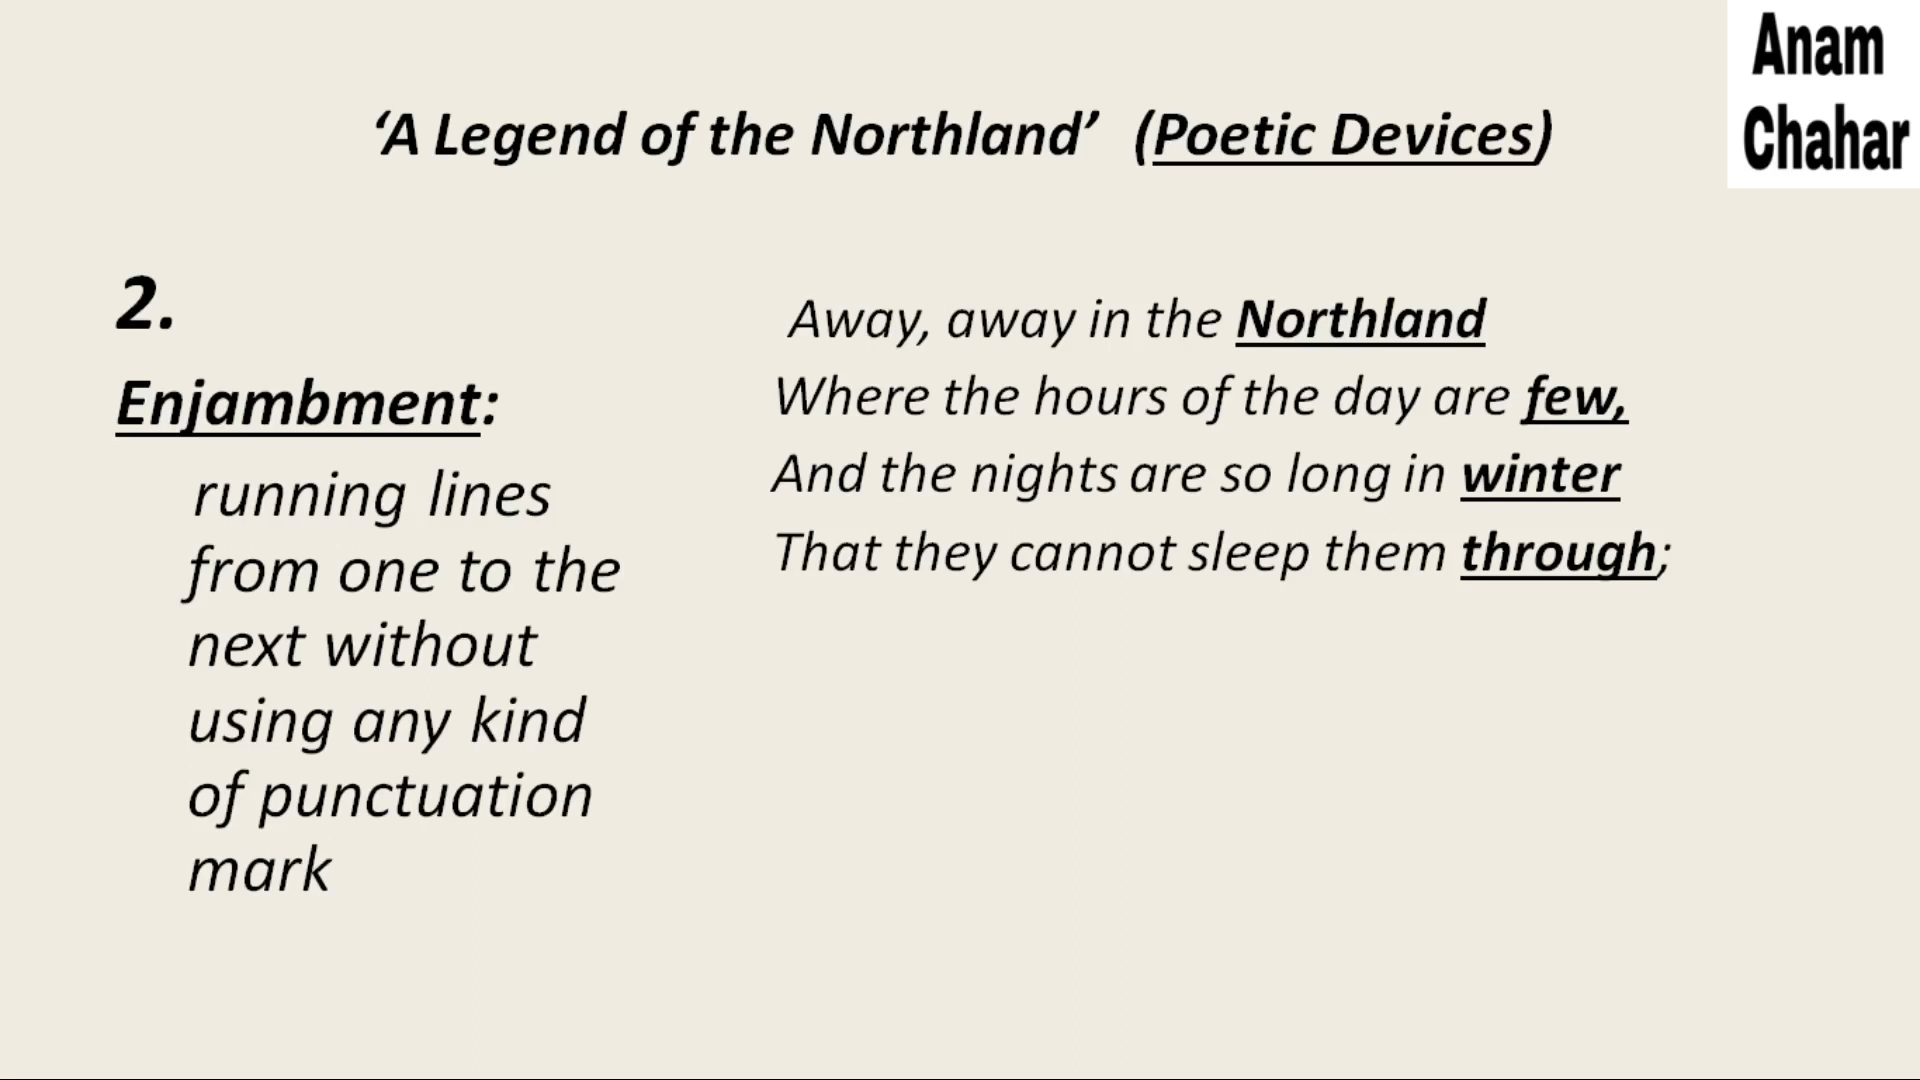 Anam
Chahar
‘A Legend of the Northland’ (Poetic Devices)
2.
Enjambment:
running lines
from one to the
next without
using any kind
of punctuation
mark
Away, away in the Northland
Where the hours of the day are few,
And the nights are so long in winter
That they cannot sleep them through;